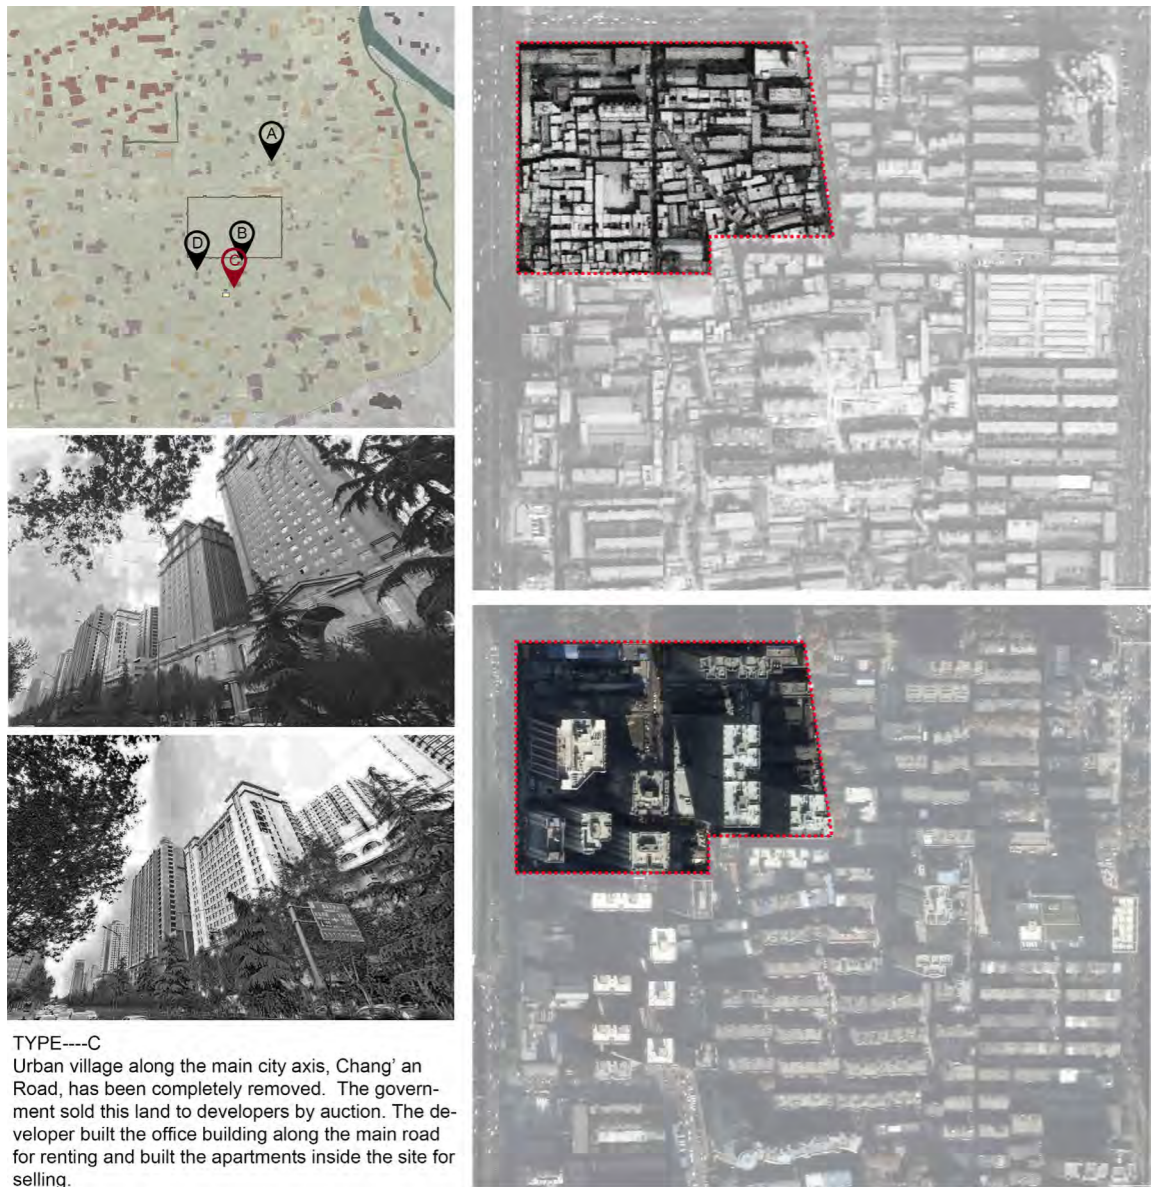 A
B
D
C
TYPE----C
Urban village along the main city axis, Chang' an
Road, has been completely removed.  The govern-
ment sold this land to developers by auction. The de-
veloper built the office building along the main road
for renting and built the apartments inside the site for
selling.